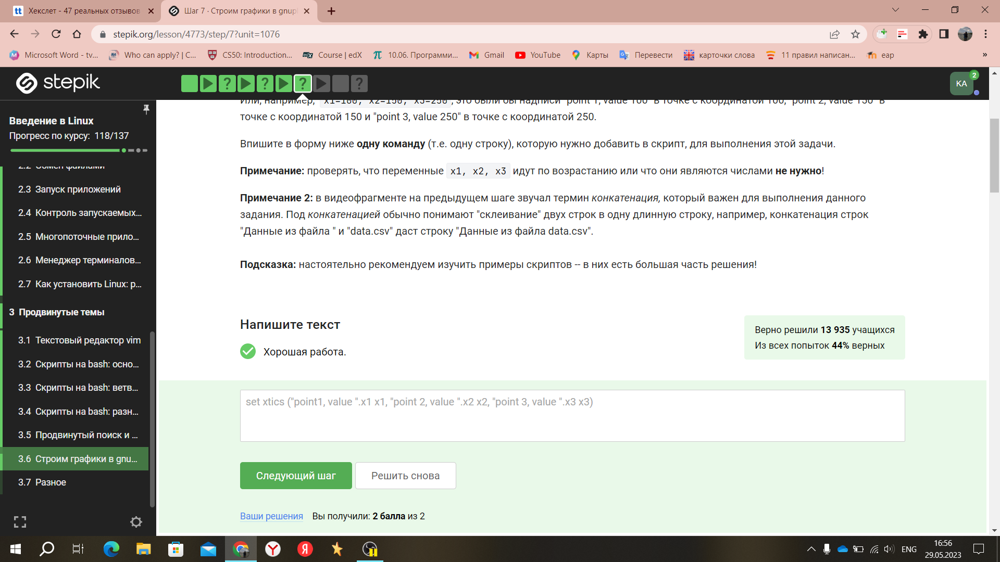 Хекслет - 47 реальных отзывов
Шаг 7 · Строим графики в gnupl
stepik.org/lesson/4773/step/7?unit=1076
Microsoft Word - tv...
Who can apply? | C...
CS50: Introduction...
Course | edX
10.06. Программи...
Gmail
YouTube
Карты
Перевести
карточки слова
11 правил написан...
eap
»
stepik
KA
2
Введение в Linux
Прогресс по курсу: 118/137
2.2 Обмен файлами
2.3 Запуск приложений
2.4 Контроль запускаемых...
2.5 Многопоточные прило...
2.6 Менеджер терминалов...
2.7 Как установить Linux: р...
3 Продвинутые темы
3.1 Текстовый редактор vim
3.2 Скрипты на bash: осно...
3.3 Скрипты на bash: ветв...
3.4 Скрипты на bash: разн...
3.5 Продвинутый поиск и ...
3.6 Строим графики в gnu...
3.7 Разное
Или, например, x1=100, x2=150, x3=250, это были бы надписи "point 1, value 100" в точке с координатой 100, "point 2, value 150" в
точке с координатой 150 и "point 3, value 250" в точке с координатой 250.
Впишите в форму ниже одну команду (т.е. одну строку), которую нужно добавить в скрипт, для выполнения этой задачи.
Примечание: проверять, что переменные x1, x2, x3 идут по возрастанию или что они являются числами не нужно!
Примечание 2: в видеофрагменте на предыдущем шаге звучал термин конкатенация, который важен для выполнения данного
задания. Под конкатенацией обычно понимают "склеивание" двух строк в одну длинную строку, например, конкатенация строк
"Данные из файла " и "data.csv" даст строку "Данные из файла data.csv".
Подсказка: настоятельно рекомендуем изучить примеры скриптов -- в них есть большая часть решения!
Напишите текст
Хорошая работа.
Верно решили 13 935 учащихся
Из всех попыток 44% верных
set xtics ("point1, value ".x1 x1, "point 2, value ".x2 x2, "point 3, value ".x3 x3)
Следующий шаг
Решить снова
Ваши решения Вы получили: 2 балла из 2
ENG
16:56
29.05.2023